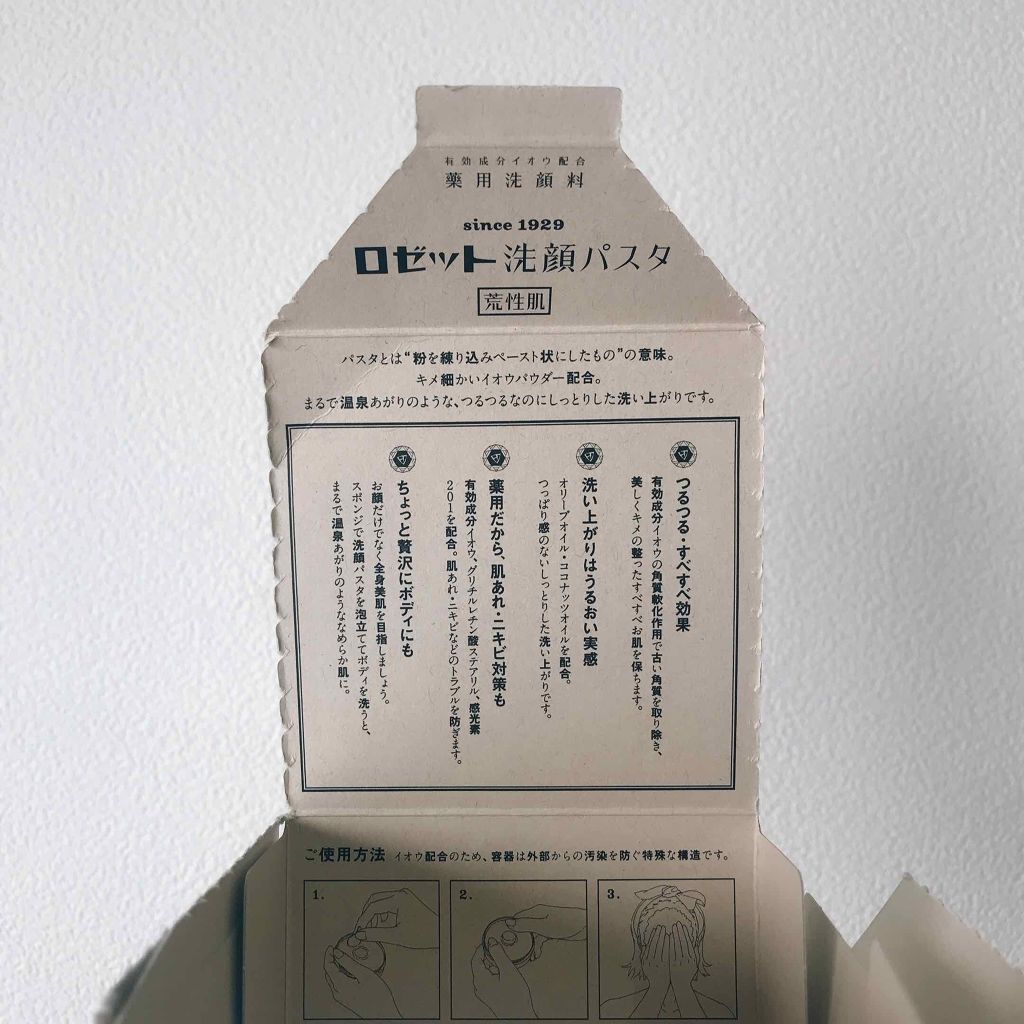 有効成分イオウ配合
薬用洗顔料
since 1929
ロゼット洗顔パスタ
荒性肌
パスタとは“粉を練り込みペースト状にしたもの”の意味。
キメ細かいイオウパウダー配合。
まるで温泉あがりのような、つるつるなのにしっとりした洗い上がりです。
つるつる・すべすべ効果
有効成分イオウの角質軟化作用で古い角質を取り除き、
美しくキメの整ったすべすべお肌を保ちます。
洗い上がりはうるおい実感
オリーブオイル・ココナッツオイルを配合。
つっぱり感のないしっとりした洗い上がりです。
薬用だから、肌あれ・ニキビ対策も
有効成分イオウ、グリチルレチン酸ステアリル、感光素
201を配合。肌あれ・ニキビなどのトラブルを防ぎます。
ちょっと贅沢にボディにも
お顔だけでなく全身美肌を目指しましょう。
スポンジで洗顔パスタを泡立ててボディを洗うと、
まるで温泉あがりのようななめらか肌に。
ご使用方法 イオウ配合のため、容器は外部からの汚染を防ぐ特殊な構造です。
1.
2.
3.